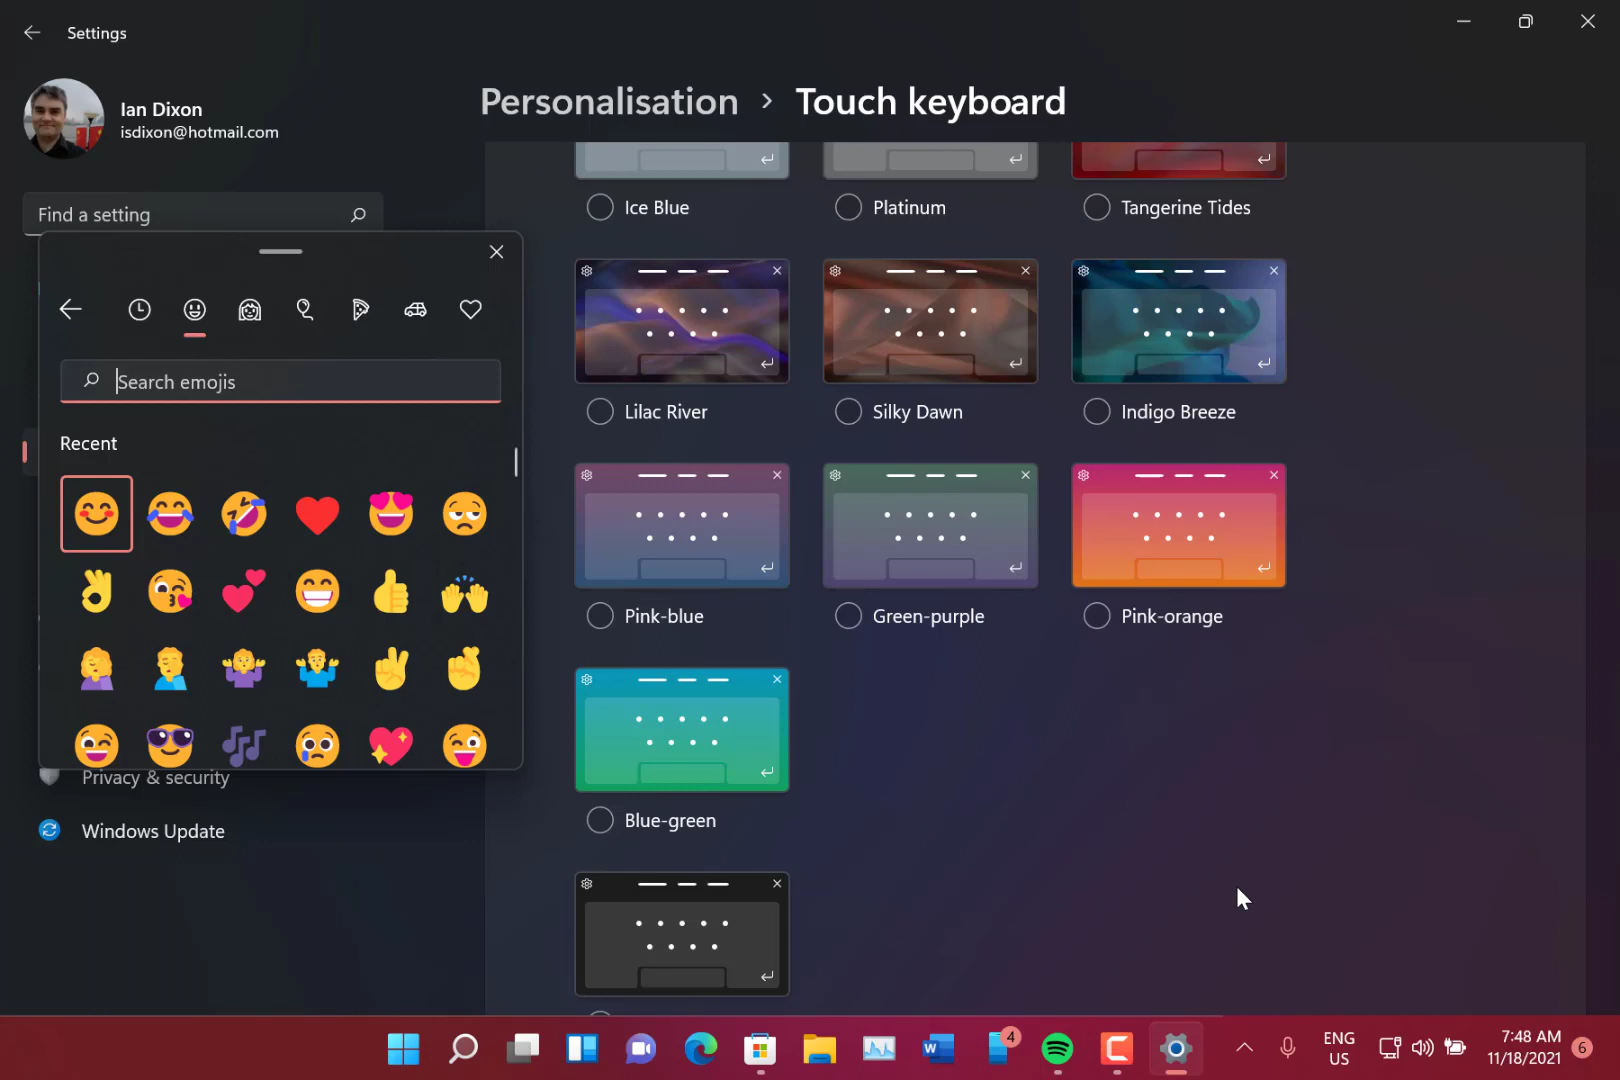 Settings
Ian Dixon
isdixon@hotmail.com
Find a setting
Personalisation > Touch keyboard
Ice Blue
Platinum
Tangerine Tides
Search emojis
Recent
Lilac River
Silky Dawn
Indigo Breeze
Pink-blue
Green-purple
Pink-orange
Blue-green
Privacy & security
Windows Update
W
4
ENG
US
7:48 AM
11/18/2021
6